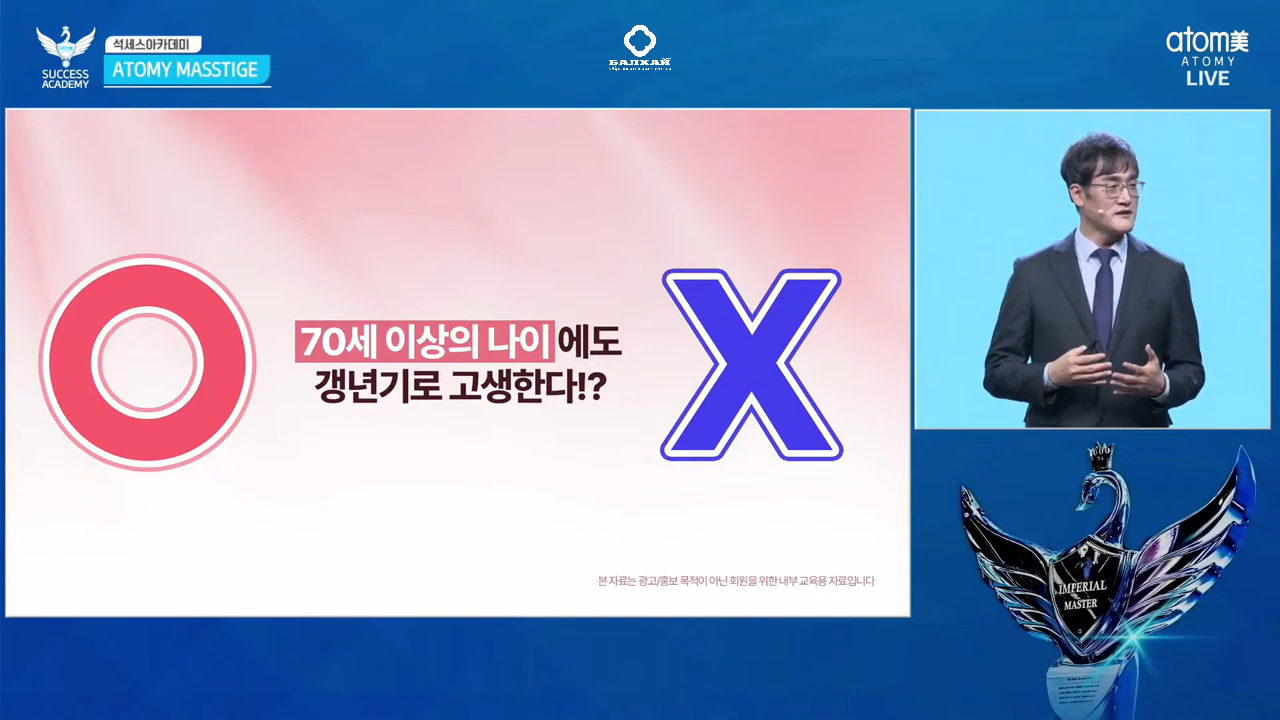 SUCCESS
ACADEMY
석세스아카데미
ATOMY MASSTIGE
БАЛХАЙ
atom美
ATOMY
LIVE
70세 이상의 나이에도
갱년기로 고생한다!?
본 자료는 광고/홍보 목적이 아닌 회원을 위한 내부 교육용 자료입니다
IMPERIAL
MASTER